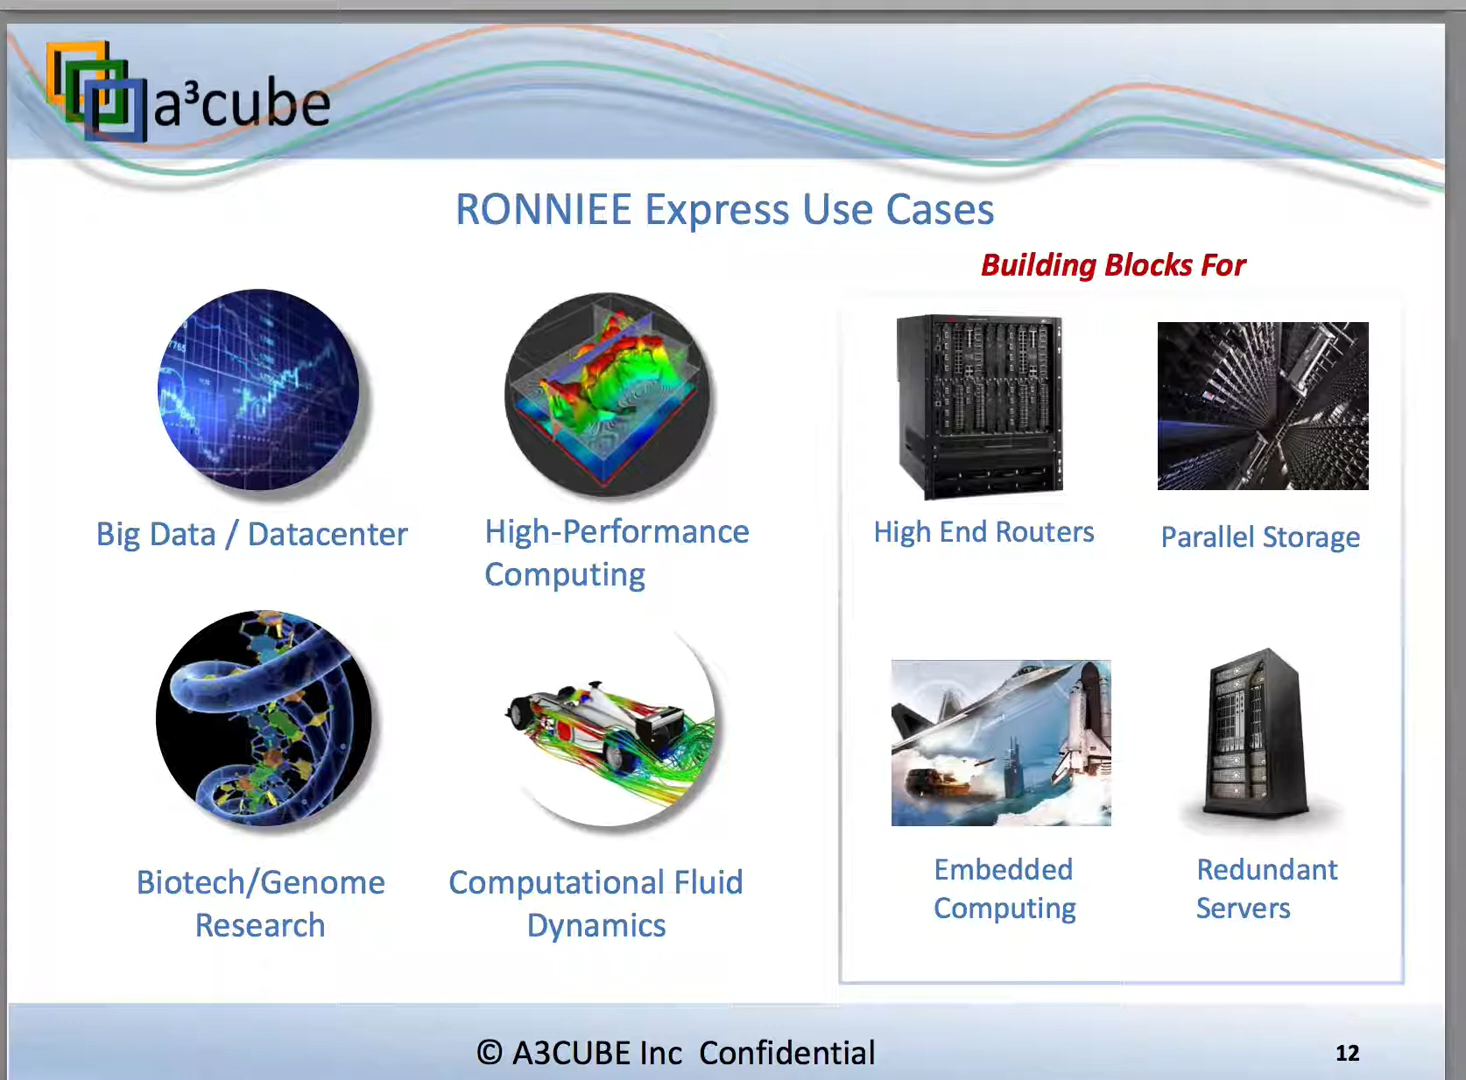 a³cube
RONNIEE Express Use Cases
Building Blocks For
Big Data / Datacenter
High-Performance
Computing
High End Routers
Parallel Storage
Biotech/Genome
Research
Computational Fluid
Dynamics
Embedded
Computing
Redundant
Servers
© A3CUBE Inc Confidential
12